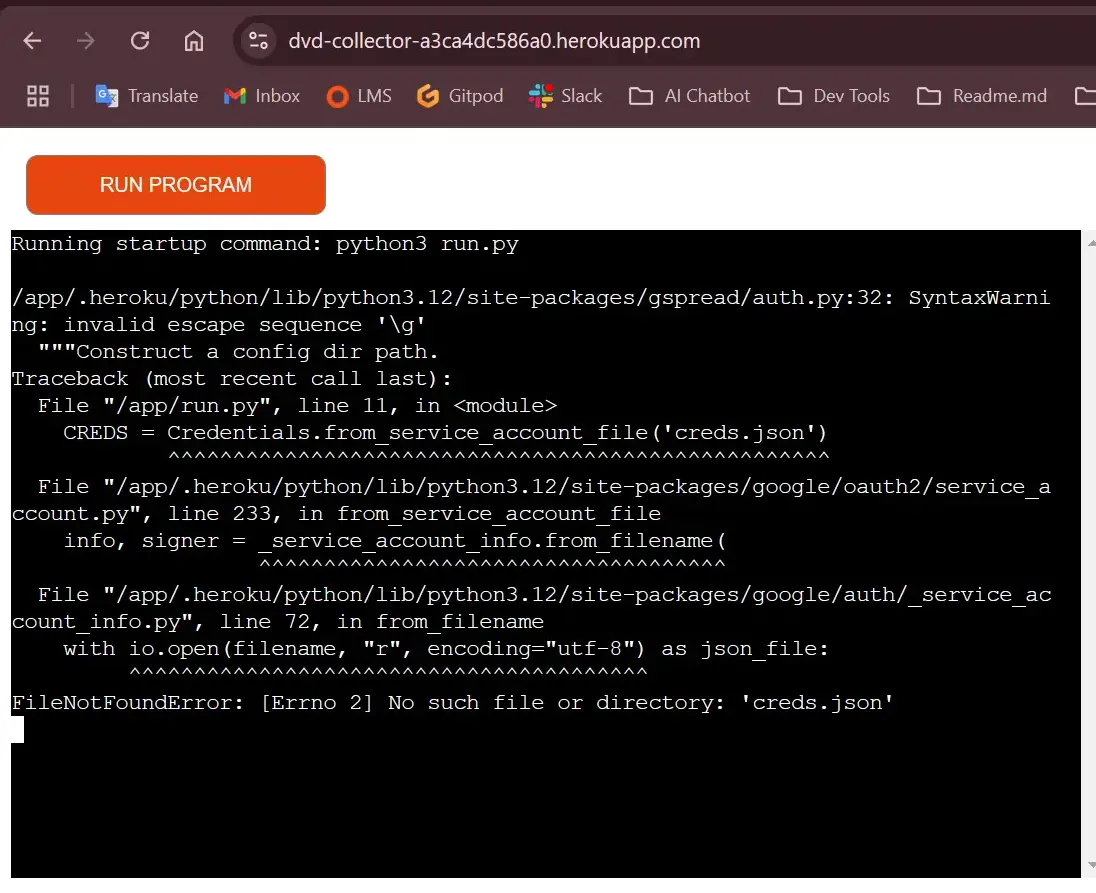 dvd-collector-a3ca4dc586a0.herokuapp.com
Translate Inbox LMS Gitpod Slack AI Chatbot Dev Tools Readme.md
RUN PROGRAM
Running startup command: python3 run.py
/app/.heroku/python/lib/python3.12/site-packages/gspread/auth.py:32: SyntaxWarni
ng: invalid escape sequence '\g'
  """Construct a config dir path.
Traceback (most recent call last):
  File "/app/run.py", line 11, in <module>
    CREDS = Credentials.from_service_account_file('creds.json')
            ^^^^^^^^^^^^^^^^^^^^^^^^^^^^^^^^^^^^^^^^^^^^^^^^^^^
  File "/app/.heroku/python/lib/python3.12/site-packages/google/oauth2/service_a
ccount.py", line 233, in from_service_account_file
    info, signer = _service_account_info.from_filename(
                   ^^^^^^^^^^^^^^^^^^^^^^^^^^^^^^^^^^^^
  File "/app/.heroku/python/lib/python3.12/site-packages/google/auth/_service_ac
count_info.py", line 72, in from_filename
    with io.open(filename, "r", encoding="utf-8") as json_file:
         ^^^^^^^^^^^^^^^^^^^^^^^^^^^^^^^^^^^^^^^^
FileNotFoundError: [Errno 2] No such file or directory: 'creds.json'